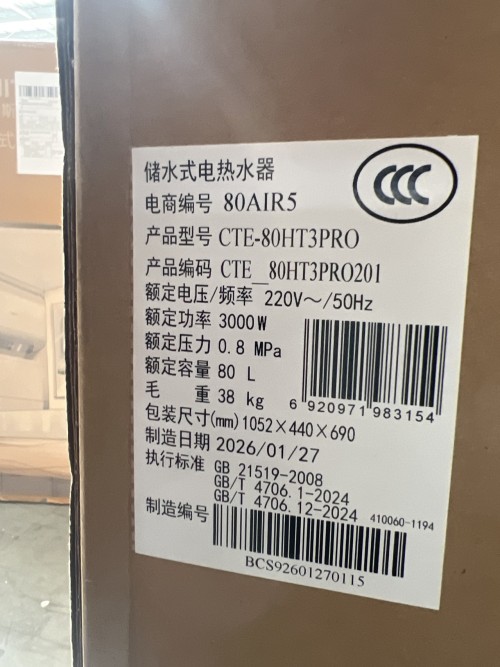 储水式电热水器
电商编号 80AIR5
产品型号 CTE-80HT3PRO
产品编码 CTE__80HT3PRO201
额定电压/频率 220V～/50Hz
额定功率 3000W
额定压力 0.8 MPa
额定容量 80 L
毛 重 38 kg
包装尺寸(mm) 1052×440×690
制造日期 2026/01/27
执行标准 GB 21519-2008
GB/T 4706.1-2024
GB/T 4706.12-2024
制造编号
CCC
6 920971 983154
410060-1194
BCS92601270115
式